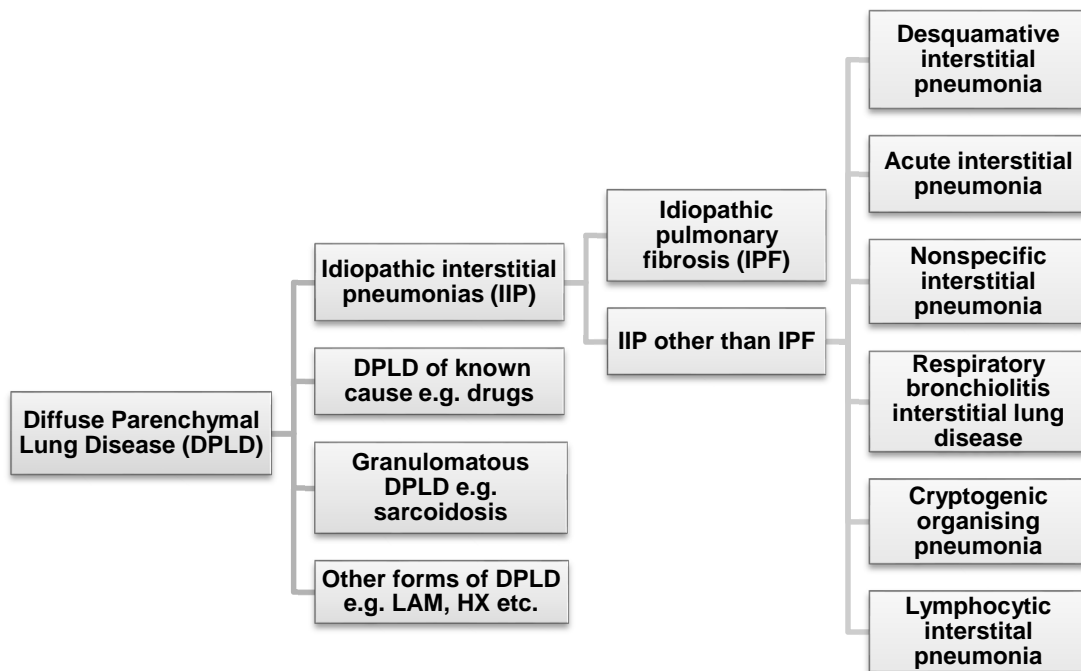 Diffuse Parenchymal
Lung Disease (DPLD)
Idiopathic interstitial
pneumonias (IIP)
DPLD of known
cause e.g. drugs
Granulomatous
DPLD e.g.
sarcoidosis
Other forms of DPLD
e.g. LAM, HX etc.
Idiopathic
pulmonary
fibrosis (IPF)
IIP other than IPF
Desquamative
interstitial
pneumonia
Acute interstitial
pneumonia
Nonspecific
interstitial
pneumonia
Respiratory
bronchiolitis
interstitial lung
disease
Cryptogenic
organising
pneumonia
Lymphocytic
interstital
pneumonia